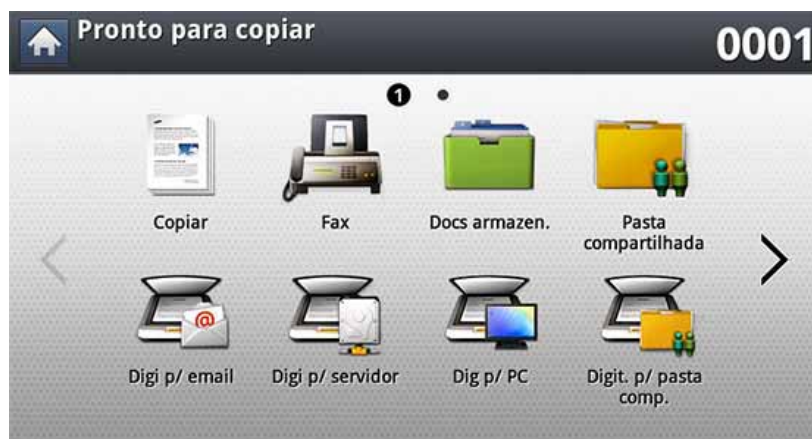 Pronto para copiar
0001
1
Copiar
Fax
Docs armazen.
Pasta
compartilhada
@
Digi p/ email
Digi p/ servidor
Dig p/ PC
Digit. p/ pasta
comp.